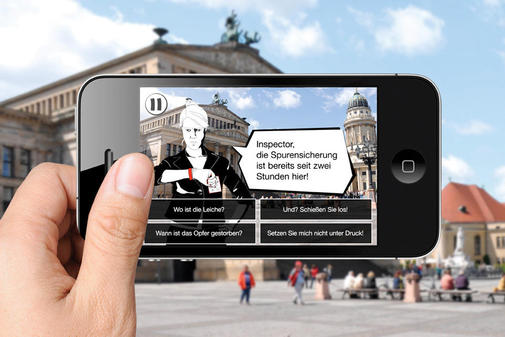 Inspector,
die Spurensicherung
ist bereits seit zwei
Stunden hier!
Wo ist die Leiche?
Und? Schießen Sie los!
Wann ist das Opfer gestorben?
Setzen Sie mich nicht unter Druck!